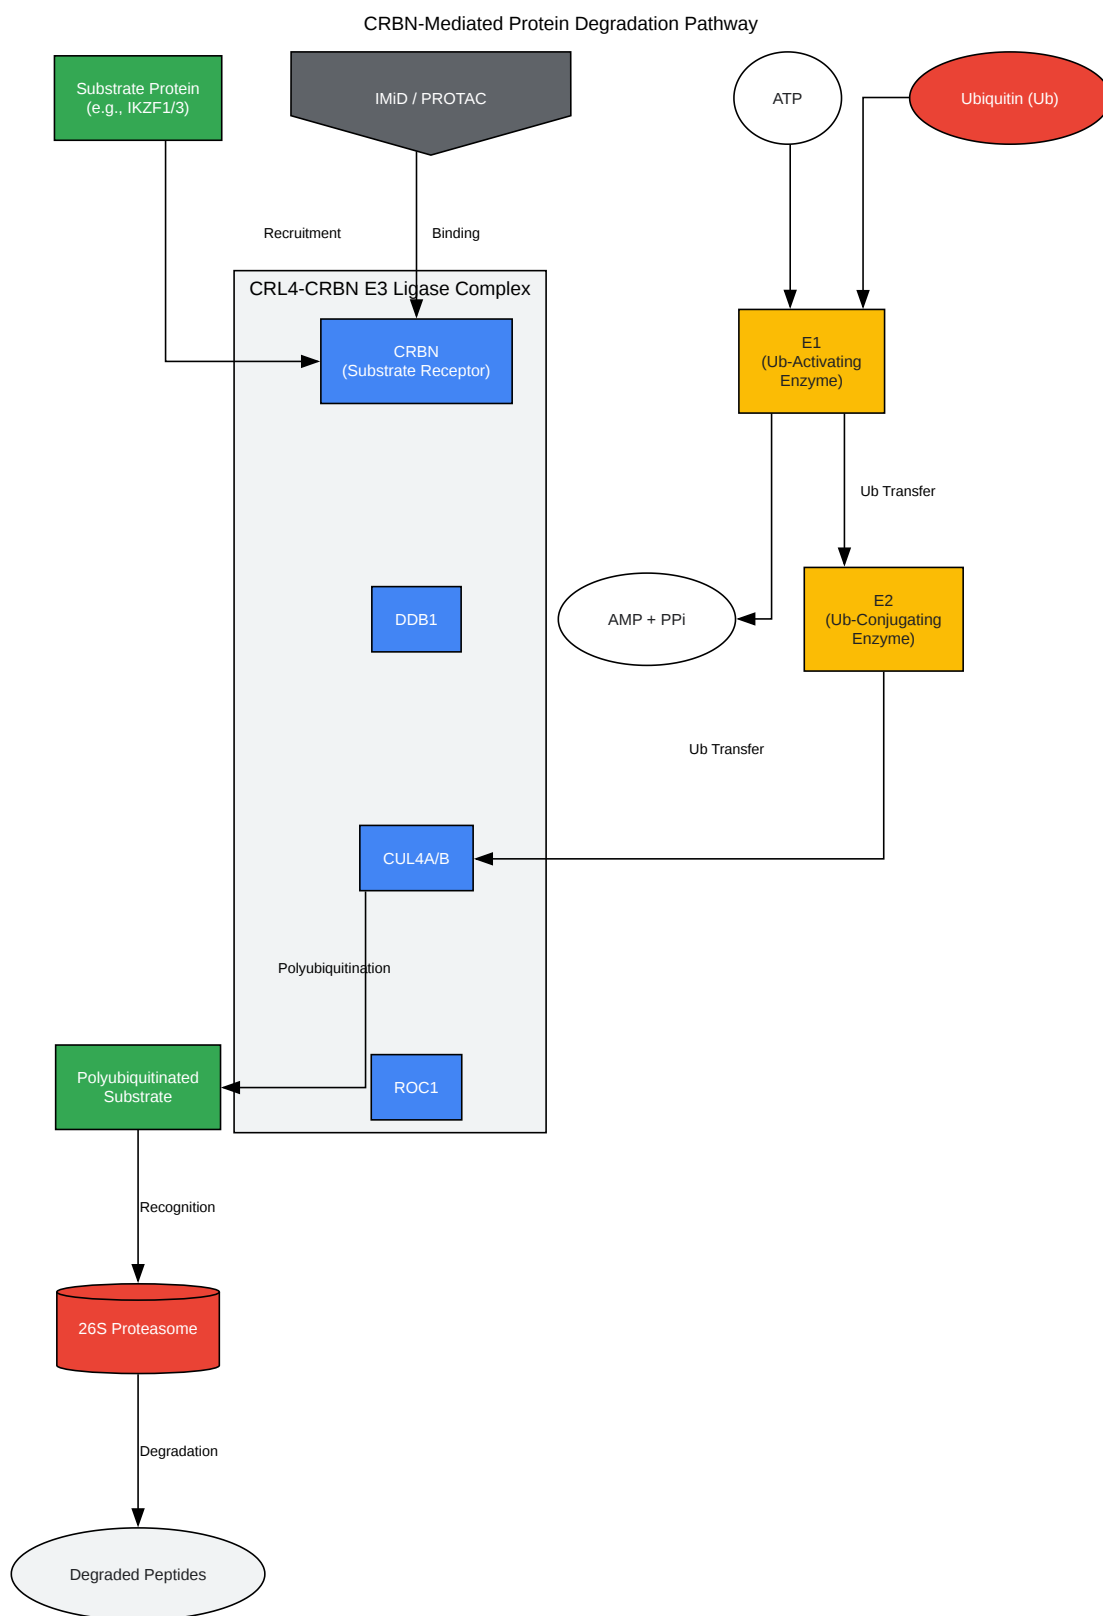 CRBN-Mediated Protein Degradation Pathway
Substrate Protein
(e.g., IKZF1/3)
IMiD / PROTAC
ATP
Ubiquitin (Ub)
Recruitment
Binding
CRL4-CRBN E3 Ligase Complex
CRBN
(Substrate Receptor)
E1
(Ub-Activating
Enzyme)
Ub Transfer
DDB1
AMP + PPi
E2
(Ub-Conjugating
Enzyme)
Ub Transfer
CUL4A/B
Polyubiquitination
Polyubiquitinated
Substrate
ROC1
Recognition
26S Proteasome
Degradation
Degraded Peptides